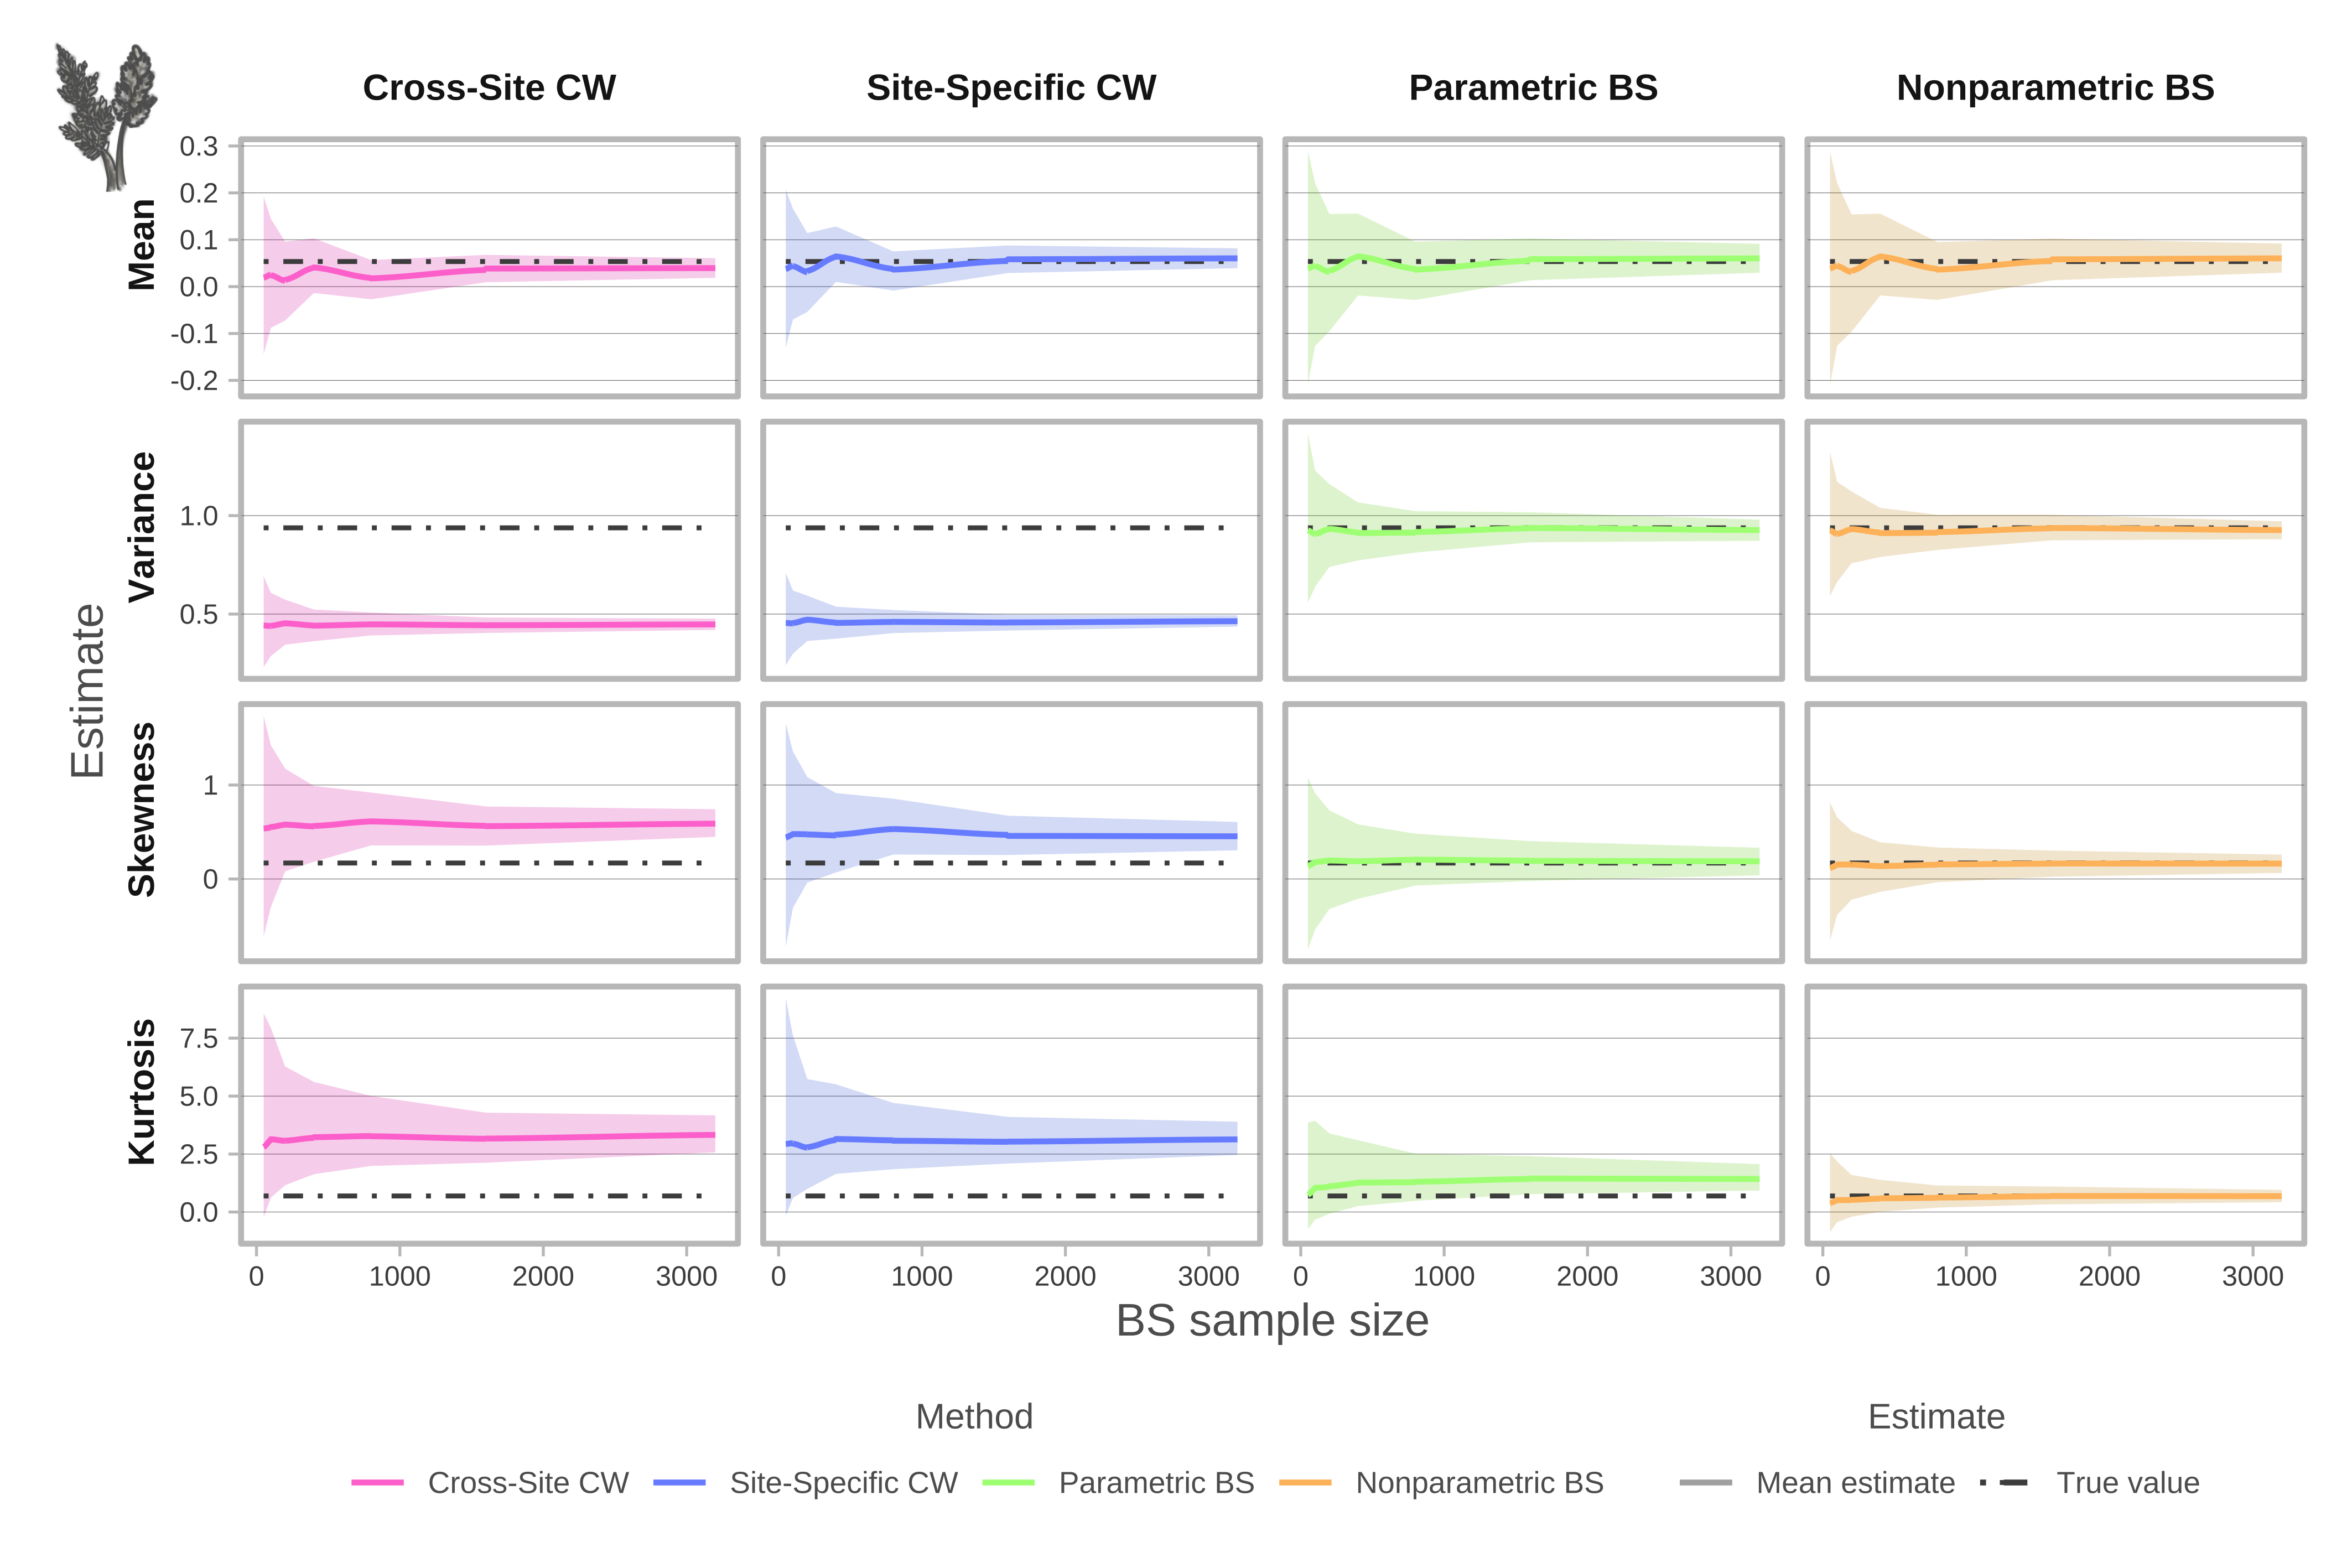 Cross-Site CW Site-Specific CW Parametric BS Nonparametric BS
Estimate
Mean
0.3
0.2
0.1
0.0
-0.1
-0.2
Variance
1.0
0.5
Skewness
1
0
Kurtosis
7.5
5.0
2.5
0.0
0 1000 2000 3000 0 1000 2000 3000 0 1000 2000 3000 0 1000 2000 3000
BS sample size
Method Estimate
Cross-Site CW Site-Specific CW Parametric BS Nonparametric BS Mean estimate True value